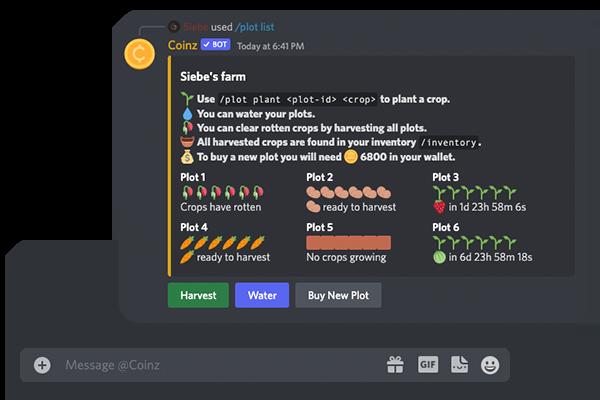 Siebe used /plot list
Coinz BOT Today at 6:41 PM
Siebe's farm
Use /plot plant <plot-id> <crop> to plant a crop.
You can water your plots.
You can clear rotten crops by harvesting all plots.
All harvested crops are found in your inventory /inventory.
To buy a new plot you will need 6800 in your wallet.
Plot 1 Plot 2 Plot 3
Crops have rotten ready to harvest in 1d 23h 58m 6s
Plot 4 Plot 5 Plot 6
ready to harvest No crops growing in 6d 23h 58m 18s
Harvest Water Buy New Plot
Message @Coinz GIF